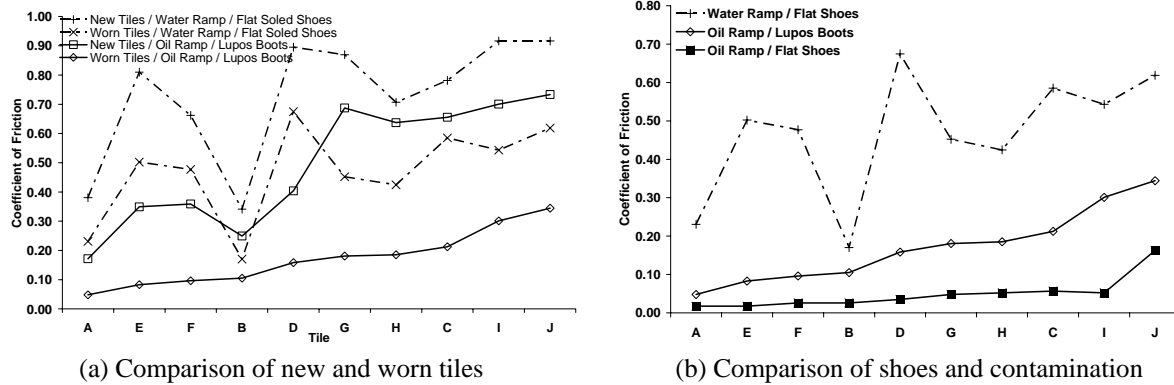 New Tiles / Water Ramp / Flat Soled Shoes
Worn Tiles / Water Ramp / Flat Soled Shoes
New Tiles / Oil Ramp / Lupos Boots
Worn Tiles / Oil Ramp / Lupos Boots
1.00
0.90
0.80
0.70
0.60
0.50
0.40
0.30
0.20
0.10
0.00
Coefficient of Friction
A E F B D G H C I J
Tile
(a) Comparison of new and worn tiles
Water Ramp / Flat Shoes
Oil Ramp / Lupos Boots
Oil Ramp / Flat Shoes
0.80
0.70
0.60
0.50
0.40
0.30
0.20
0.10
0.00
Coefficient of Friction
A E F B D G H C I J
(b) Comparison of shoes and contamination